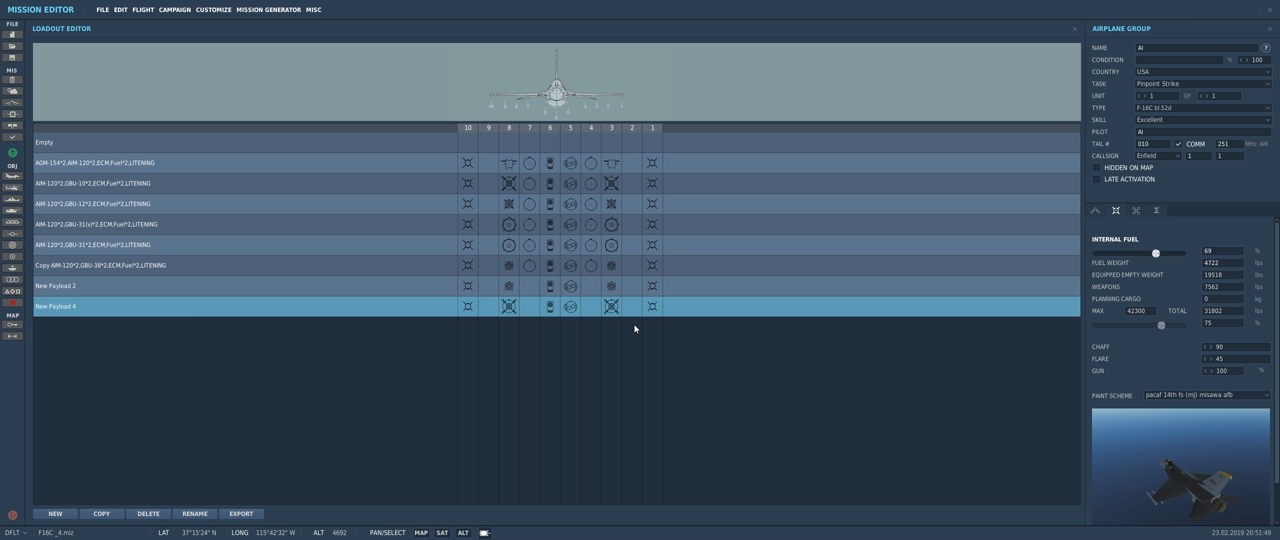 MISSION EDITOR FILE EDIT FLIGHT CAMPAIGN CUSTOMIZE MISSION GENERATOR MISC
FILE
MIS
OBJ
MAP
LOADOUT EDITOR
10 9 8 7 6 5 4 3 2 1
Empty
AGM-154*2,AIM-120*2,ECM,Fuel*2,LITENING
AIM-120*2,GBU-10*2,ECM,Fuel*2,LITENING
AIM-120*2,GBU-12*2,ECM,Fuel*2,LITENING
AIM-120*2,GBU-31(v)*2,ECM,Fuel*2,LITENING
AIM-120*2,GBU-31*2,ECM,Fuel*2,LITENING
Copy AIM-120*2,GBU-38*2,ECM,Fuel*2,LITENING
New Payload 2
New Payload 4
NEW COPY DELETE RENAME EXPORT
AIRPLANE GROUP
NAME AI ?
CONDITION % < > 100
COUNTRY USA
TASK Pinpoint Strike
UNIT < > 1 OF < > 1
TYPE F-16C bl.52d
SKILL Excellent
PILOT AI
TAIL # 010 COMM 251 MHz AM
CALLSIGN Enfield 1 1
HIDDEN ON MAP
LATE ACTIVATION
INTERNAL FUEL
69 %
FUEL WEIGHT 4722 lbs
EQUIPPED EMPTY WEIGHT 19518 lbs
WEAPONS 7562 lbs
PLANNING CARGO 0 kg
MAX 42300 TOTAL 31802 lbs
75 %
CHAFF < > 90
FLARE < > 45
GUN < > 100 %
PAINT SCHEME pacaf 14th fs (mj) misawa afb
DFLT F16C _4.miz LAT 37°15'24" N LONG 115°42'32" W ALT 4692 PAN/SELECT MAP SAT ALT 23.02.2019 20:51:49